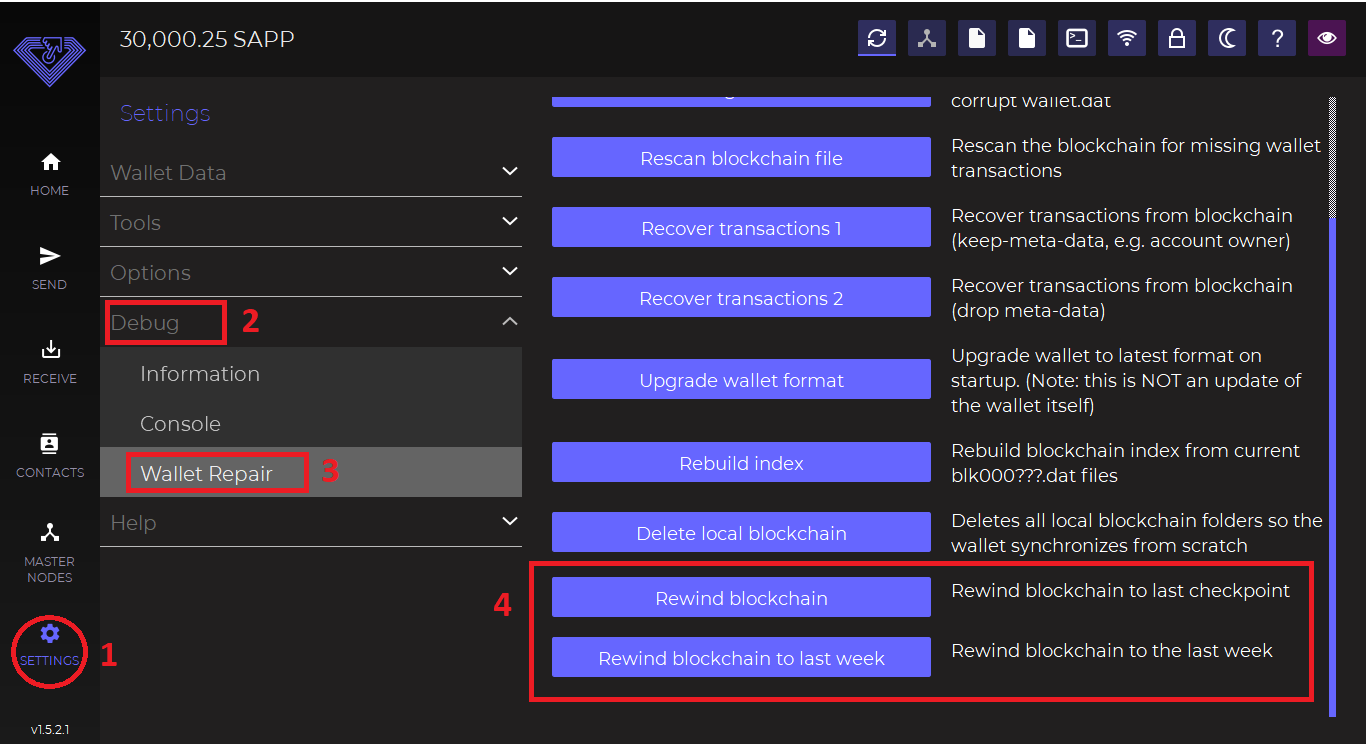 30,000.25 SAPP
HOME
SEND
RECEIVE
CONTACTS
MASTER
NODES
SETTINGS
1
v1.5.2.1
Settings
Wallet Data
Tools
Options
Debug
2
Information
Console
Wallet Repair
3
Help
corrupt wallet.dat
Rescan blockchain file
Rescan the blockchain for missing wallet
transactions
Recover transactions 1
Recover transactions from blockchain
(keep-meta-data, e.g. account owner)
Recover transactions 2
Recover transactions from blockchain
(drop meta-data)
Upgrade wallet format
Upgrade wallet to latest format on
startup. (Note: this is NOT an update of
the wallet itself)
Rebuild index
Rebuild blockchain index from current
blk000???.dat files
Delete local blockchain
Deletes all local blockchain folders so the
wallet synchronizes from scratch
4
Rewind blockchain
Rewind blockchain to last checkpoint
Rewind blockchain to last week
Rewind blockchain to the last week